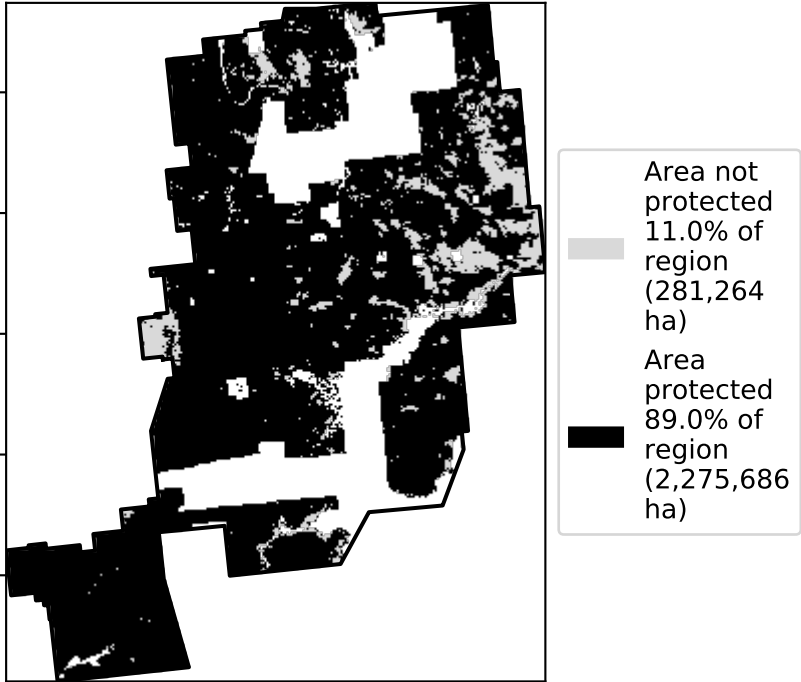 Area not
protected
11.0% of
region
(281,264
ha)
Area
protected
89.0% of
region
(2,275,686
ha)